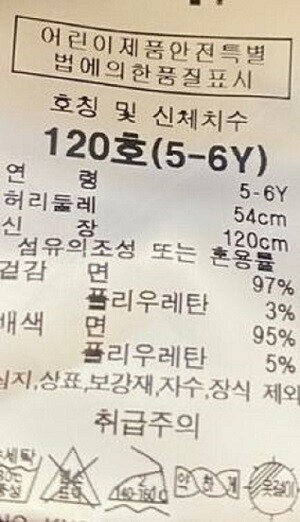 어린이제품안전특별
법에의한품질표시
호칭 및 신체치수
120호(5-6Y)
연 령 5-6Y
허리둘레 54cm
신 장 120cm
섬유의조성 또는 혼용률
겉감 면 97%
폴리우레탄 3%
배색 면 95%
폴리우레탄 5%
심지,상표,보강재,자수,장식 제외
취급주의
140-160℃